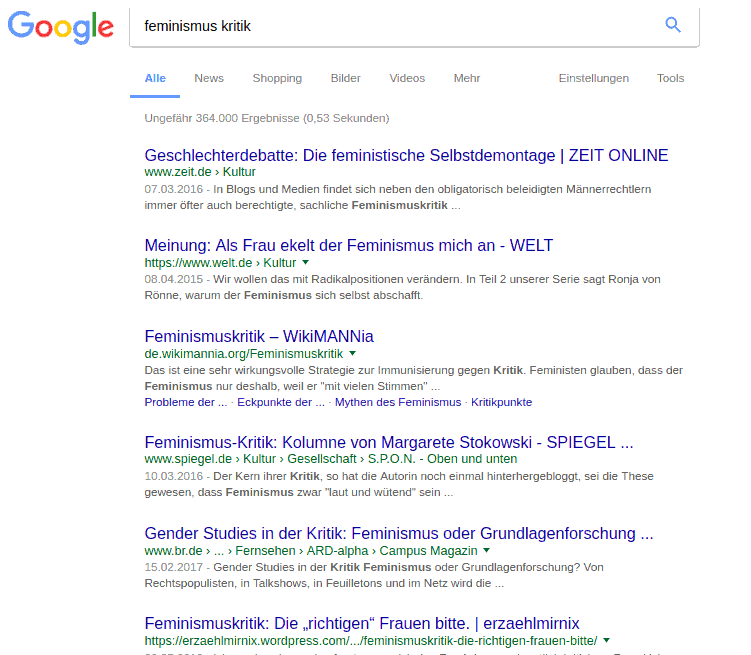 Google
feminismus kritik
Alle News Shopping Bilder Videos Mehr Einstellungen Tools
Ungefähr 364.000 Ergebnisse (0,53 Sekunden)
Geschlechterdebatte: Die feministische Selbstdemontage | ZEIT ONLINE
www.zeit.de › Kultur
07.03.2016 - In Blogs und Medien findet sich neben den obligatorisch beleidigten Männerrechtlern
immer öfter auch berechtigte, sachliche Feminismuskritik ...
Meinung: Als Frau ekelt der Feminismus mich an - WELT
https://www.welt.de › Kultur
08.04.2015 - Wir wollen das mit Radikalpositionen verändern. In Teil 2 unserer Serie sagt Ronja von
Rönne, warum der Feminismus sich selbst abschafft.
Feminismuskritik – WikiMANNia
de.wikimannia.org/Feminismuskritik
Das ist eine sehr wirkungsvolle Strategie zur Immunisierung gegen Kritik. Feministen glauben, dass der
Feminismus nur deshalb, weil er "mit vielen Stimmen" ...
Probleme der ... · Eckpunkte der ... · Mythen des Feminismus · Kritikpunkte
Feminismus-Kritik: Kolumne von Margarete Stokowski - SPIEGEL ...
www.spiegel.de › Kultur › Gesellschaft › S.P.O.N. - Oben und unten
10.03.2016 - Der Kern ihrer Kritik, so hat die Autorin noch einmal hinterhergebloggt, sei die These
gewesen, dass Feminismus zwar "laut und wütend" sein ...
Gender Studies in der Kritik: Feminismus oder Grundlagenforschung ...
www.br.de › ... › Fernsehen › ARD-alpha › Campus Magazin
15.02.2017 - Gender Studies in der Kritik Feminismus oder Grundlagenforschung? Von
Rechtspopulisten, in Talkshows, in Feuilletons und im Netz wird die ...
Feminismuskritik: Die „richtigen“ Frauen bitte. | erzaehlmirnix
https://erzaehlmirnix.wordpress.com/.../feminismuskritik-die-richtigen-frauen-bitte/